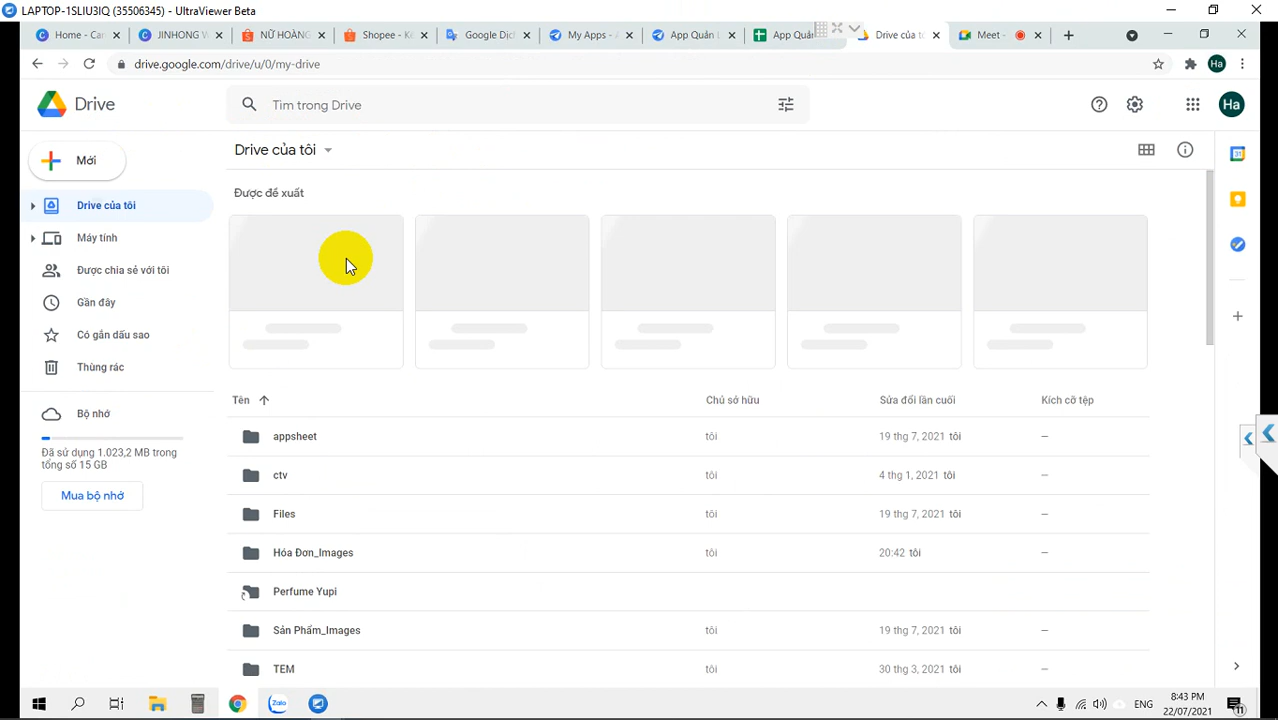 LAPTOP-1SLIU3IQ (35506345) - UltraViewer Beta
Home - Can
JINHONG V
NỮ HOÀNG
Shopee - K
Google Dịc
My Apps - A
App Quản L
App Quản
Drive của tô
Meet -
drive.google.com/drive/u/0/my-drive
Ha
Drive
Tìm trong Drive
Ha
Mới
Drive của tôi
Máy tính
Được chia sẻ với tôi
Gần đây
Có gắn dấu sao
Thùng rác
Bộ nhớ
Đã sử dụng 1.023,2 MB trong
tổng số 15 GB
Mua bộ nhớ
Drive của tôi
Được đề xuất
Tên Chủ sở hữu Sửa đổi lần cuối Kích cỡ tệp
appsheet tôi 19 thg 7, 2021 tôi —
ctv tôi 4 thg 1, 2021 tôi —
Files tôi 19 thg 7, 2021 tôi —
Hóa Đơn_Images tôi 20:42 tôi —
Perfume Yupi
Sản Phẩm_Images tôi 19 thg 7, 2021 tôi —
TEM tôi 30 thg 3, 2021 tôi —
31
Zalo
ENG
8:43 PM
22/07/2021
11